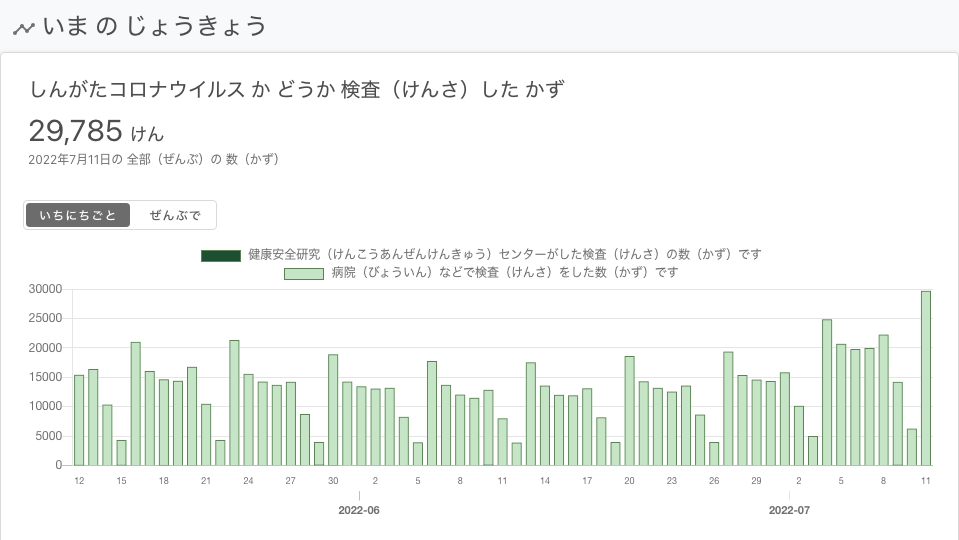 いま の じょうきょう
しんがたコロナウイルス か どうか 検査（けんさ）した かず
29,785 けん
2022年7月11日の 全部（ぜんぶ）の 数（かず）
いちにちごと ぜんぶで
健康安全研究（けんこうあんぜんけんきゅう）センターがした検査（けんさ）の数（かず）です
病院（びょういん）などで検査（けんさ）をした数（かず）です
30000
25000
20000
15000
10000
5000
0
12 15 18 21 24 27 30 2 5 8 11 14 17 20 23 26 29 2 5 8 11
2022-06 2022-07